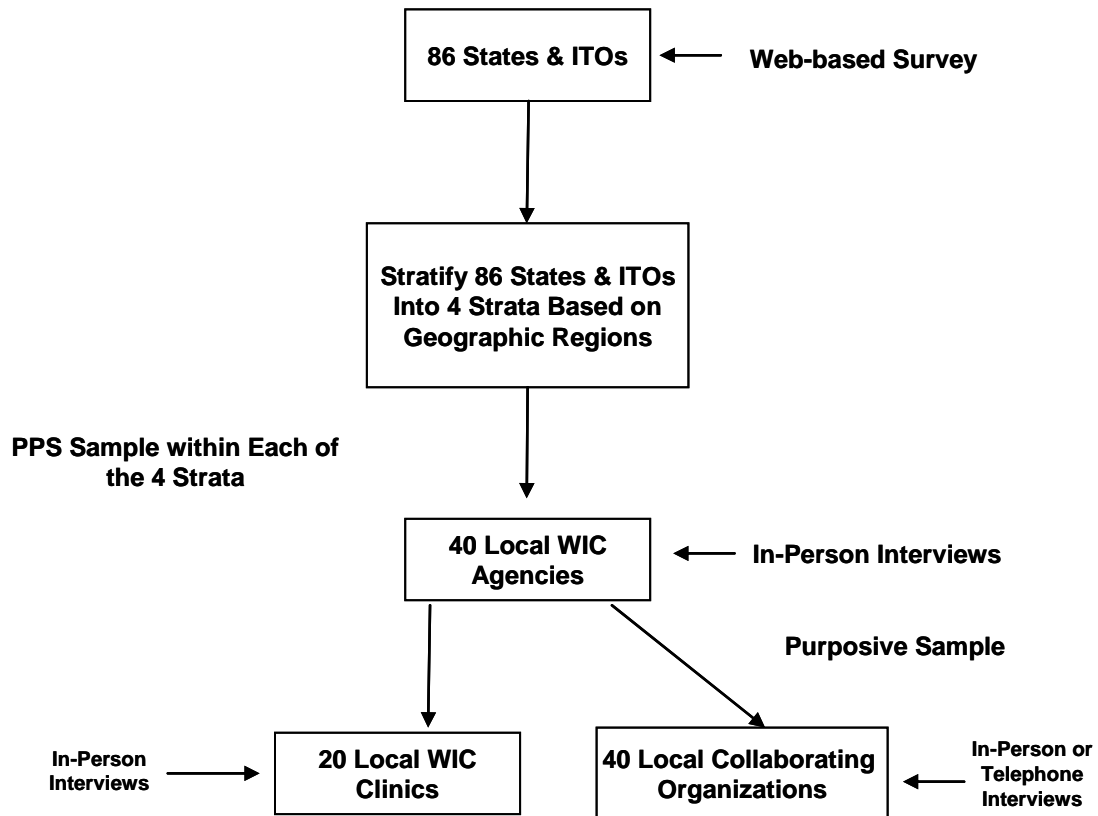 86 States & ITOs
Web-based Survey
Stratify 86 States & ITOs
Into 4 Strata Based on
Geographic Regions
PPS Sample within Each of
the 4 Strata
40 Local WIC
Agencies
In-Person Interviews
Purposive Sample
In-Person
Interviews
20 Local WIC
Clinics
40 Local Collaborating
Organizations
In-Person or
Telephone
Interviews